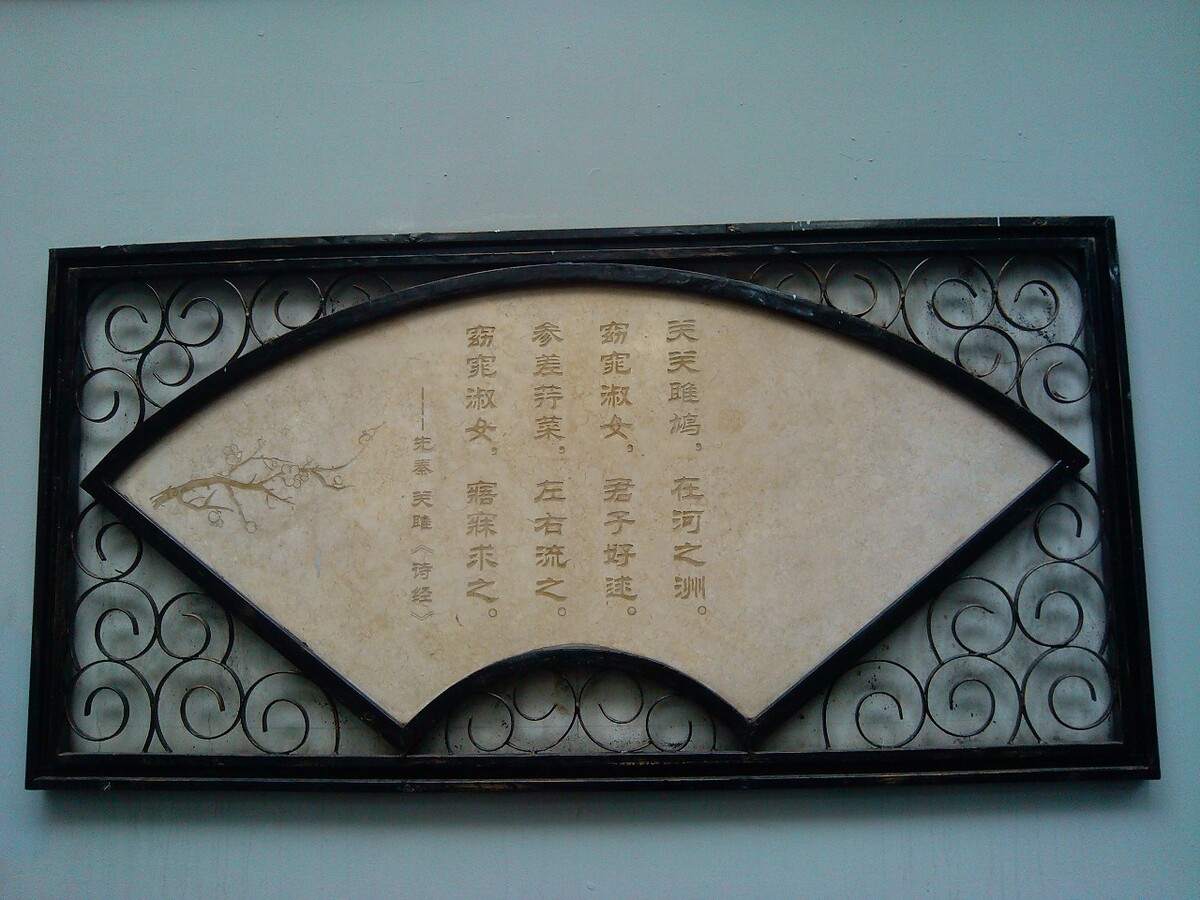 关关雎鸠，在河之洲。
窈窕淑女，君子好逑。
参差荇菜，左右流之。
窈窕淑女，寤寐求之。
——先秦 关雎《诗经》